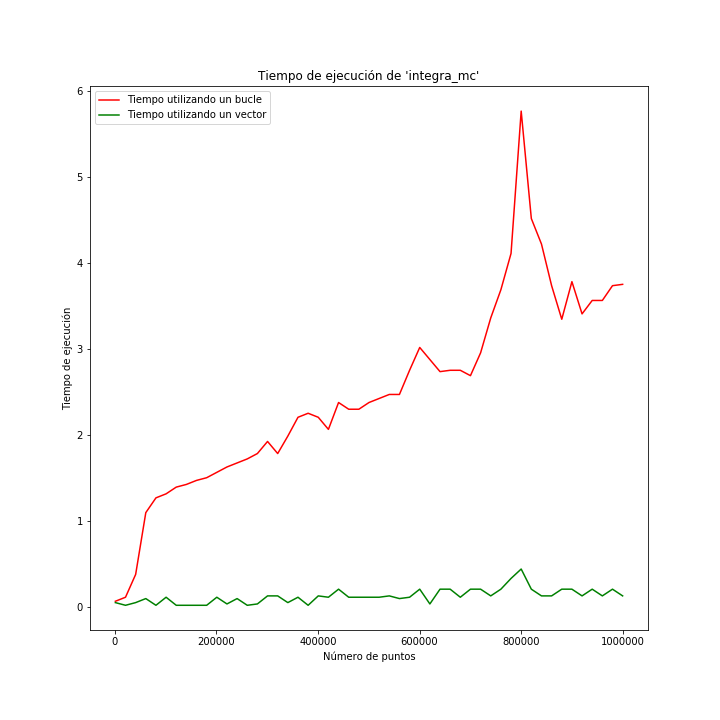 Tiempo de ejecución de 'integra_mc'
Tiempo utilizando un bucle
Tiempo utilizando un vector
6
5
4
3
2
1
0
Tiempo de ejecución
0 200000 400000 600000 800000 1000000
Número de puntos